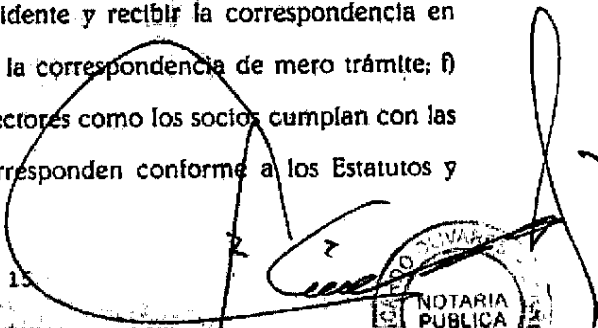 idente y recibir la correspondencia en
la correspondencia de mero trámite; f)
ectores como los socios cumplan con las
rresponden conforme a los Estatutos y
15
NOTARIA
PUBLICA